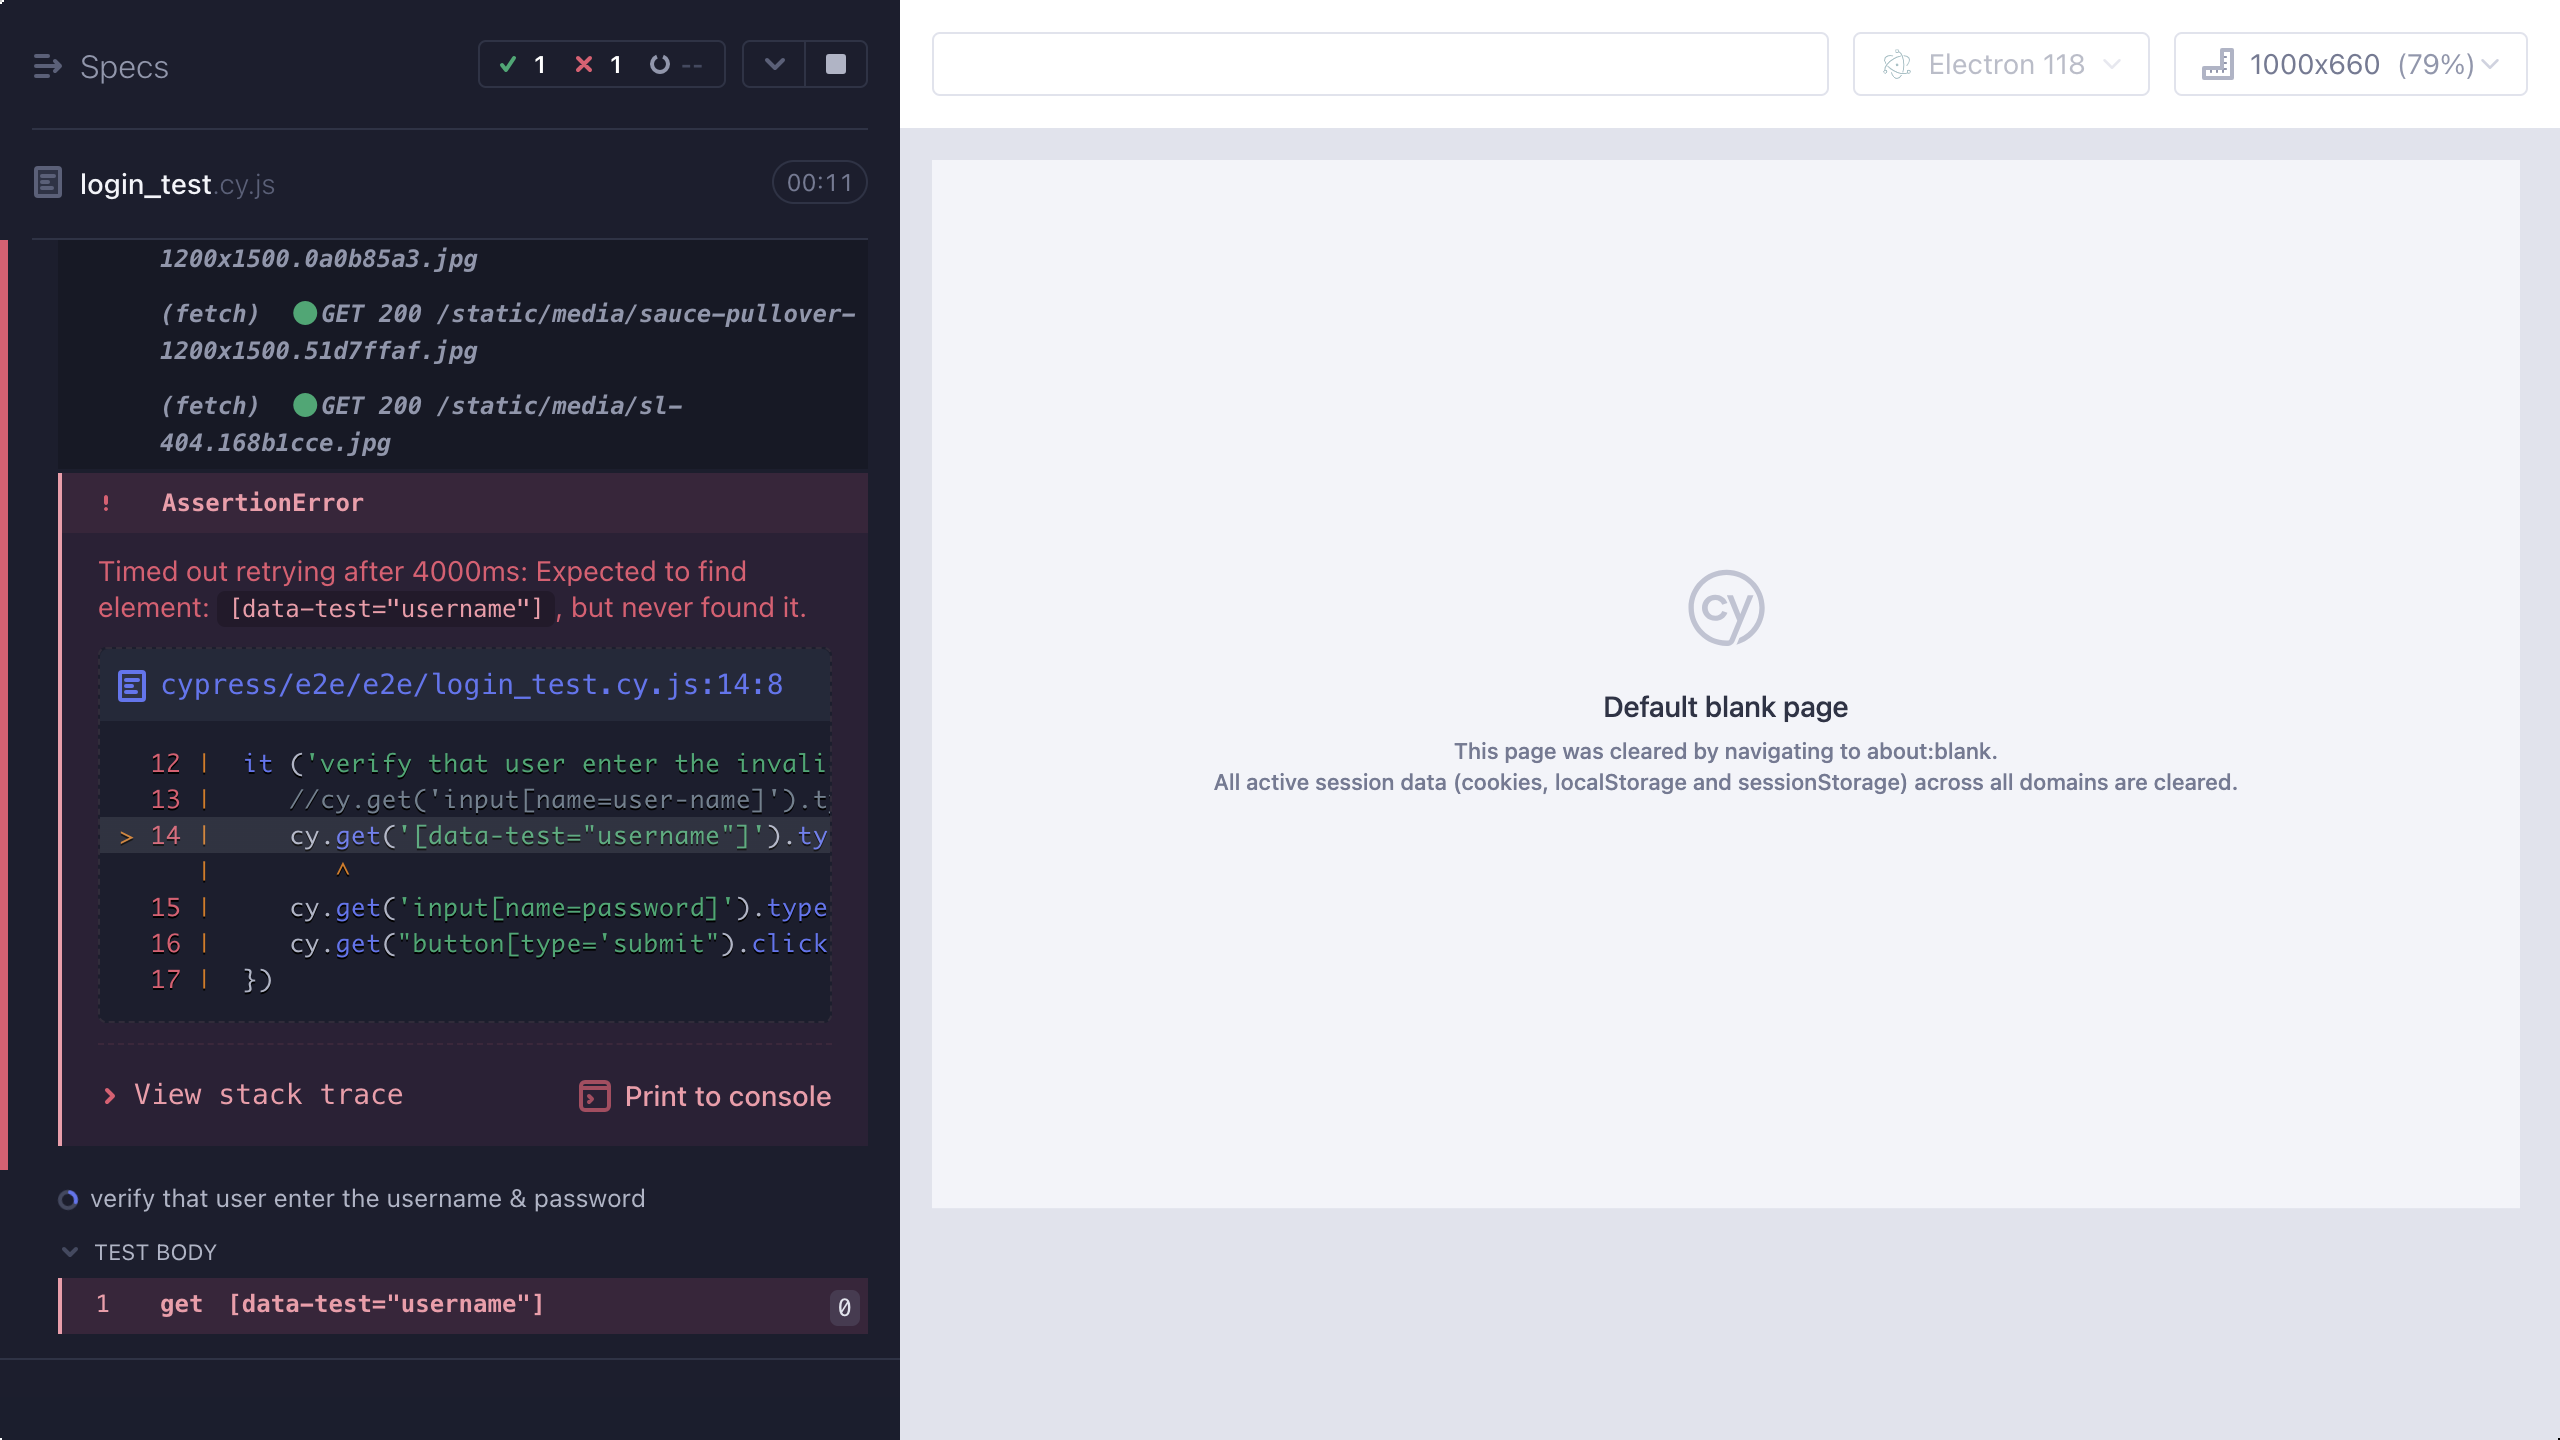 Specs
1
1
--
login_test.cy.js
00:11
1200x1500.0a0b85a3.jpg
(fetch) GET 200 /static/media/sauce-pullover-
1200x1500.51d7ffaf.jpg
(fetch) GET 200 /static/media/sl-
404.168b1cce.jpg
! AssertionError
Timed out retrying after 4000ms: Expected to find
element: [data-test="username"] , but never found it.
cypress/e2e/e2e/login_test.cy.js:14:8
12 | it ('verify that user enter the invali
13 | //cy.get('input[name=user-name]').t
> 14 | cy.get('[data-test="username"]').ty
| ^
15 | cy.get('input[name=password]').type
16 | cy.get("button[type='submit").click
17 | })
View stack trace
Print to console
verify that user enter the username & password
TEST BODY
1 get [data-test="username"] 0
Electron 118
1000x660 (79%)
cy
Default blank page
This page was cleared by navigating to about:blank.
All active session data (cookies, localStorage and sessionStorage) across all domains are cleared.